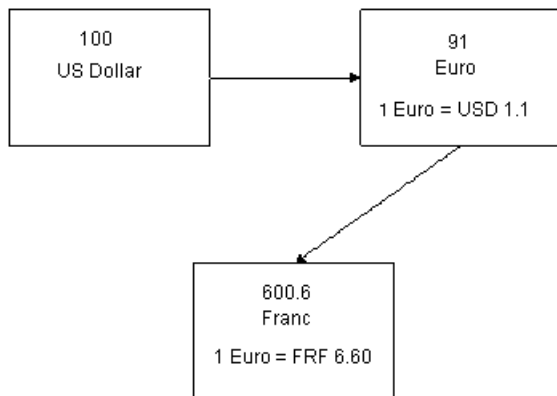 100
US Dollar
91
Euro
1 Euro = USD 1.1
600.6
Franc
1 Euro = FRF 6.60